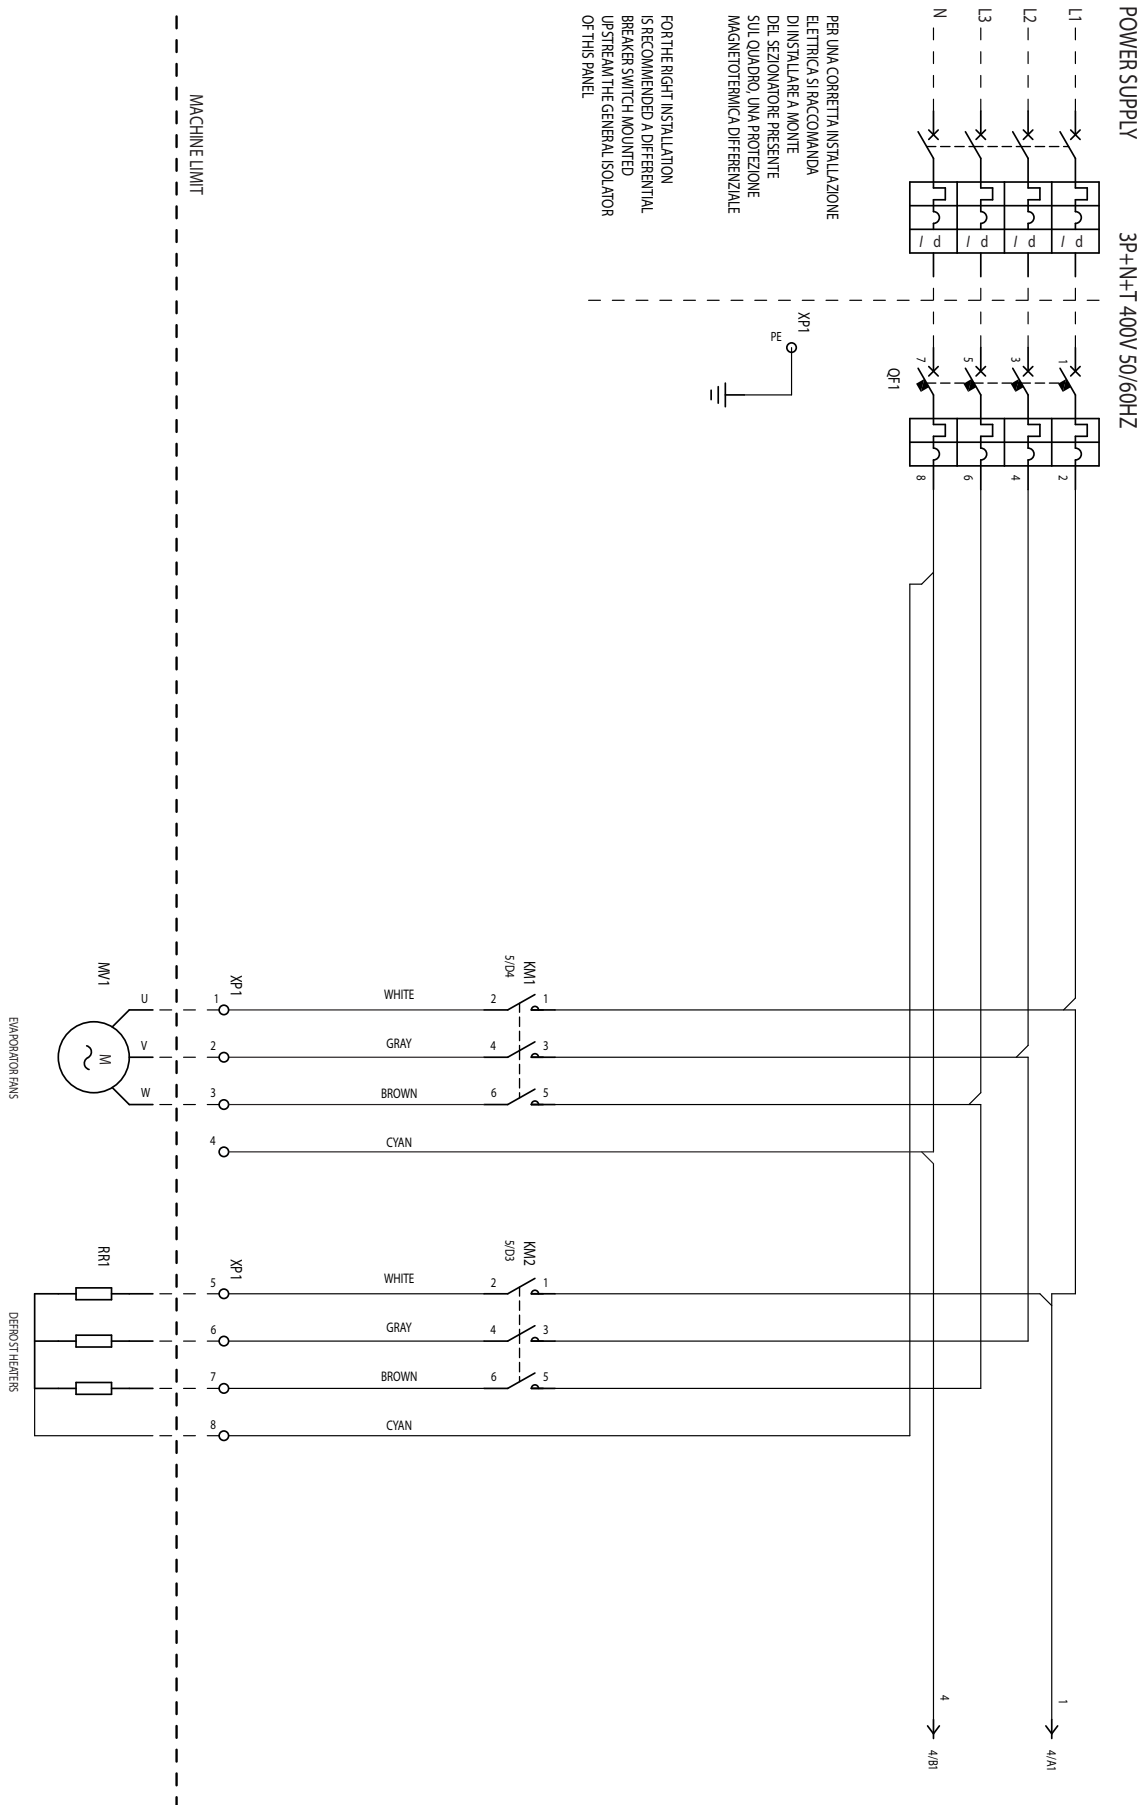 POWER SUPPLY
3P+N+T 400V 50/60HZ
L1
L2
L3
N
I d
I d
I d
I d
1
3
5
7
QF1
2
4
6
8
XP1
PE
PER UNA CORRETTA INSTALLAZIONE
ELETTRICA SI RACCOMANDA
DI INSTALLARE A MONTE
DEL SEZIONATORE PRESENTE
SUL QUADRO, UNA PROTEZIONE
MAGNETOTERMICA DIFFERENZIALE
FOR THE RIGHT INSTALLATION
IS RECOMMENDED A DIFFERENTIAL
BREAKER SWITCH MOUNTED
UPSTREAM THE GENERAL ISOLATOR
OF THIS PANEL
MACHINE LIMIT
KM1
5/D4
1
2
3
4
5
6
WHITE
GRAY
BROWN
CYAN
XP1
1
2
3
4
MV1
U
V
W
M
EVAPORATOR FANS
KM2
5/D3
1
2
3
4
5
6
WHITE
GRAY
BROWN
CYAN
XP1
5
6
7
8
RR1
DEFROST HEATERS
1
4/A1
4
4/B1